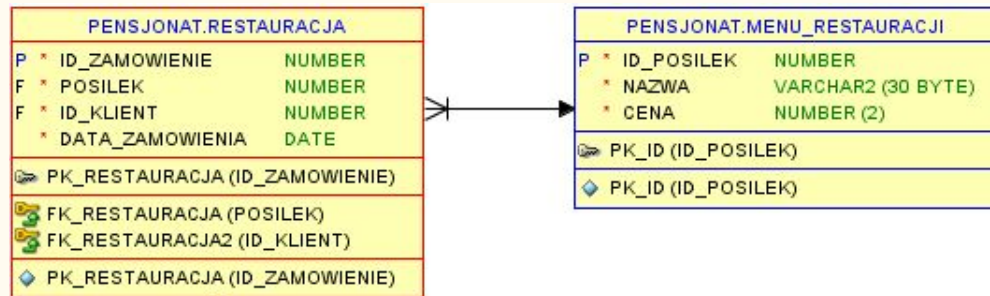 PENSJONAT.RESTAURACJA
P * ID_ZAMOWIENIE NUMBER
F * POSILEK NUMBER
F * ID_KLIENT NUMBER
* DATA_ZAMOWIENIA DATE
PK_RESTAURACJA (ID_ZAMOWIENIE)
FK_RESTAURACJA (POSILEK)
FK_RESTAURACJA2 (ID_KLIENT)
PK_RESTAURACJA (ID_ZAMOWIENIE)
PENSJONAT.MENU_RESTAURACJI
P * ID_POSILEK NUMBER
* NAZWA VARCHAR2 (30 BYTE)
* CENA NUMBER (2)
PK_ID (ID_POSILEK)
PK_ID (ID_POSILEK)